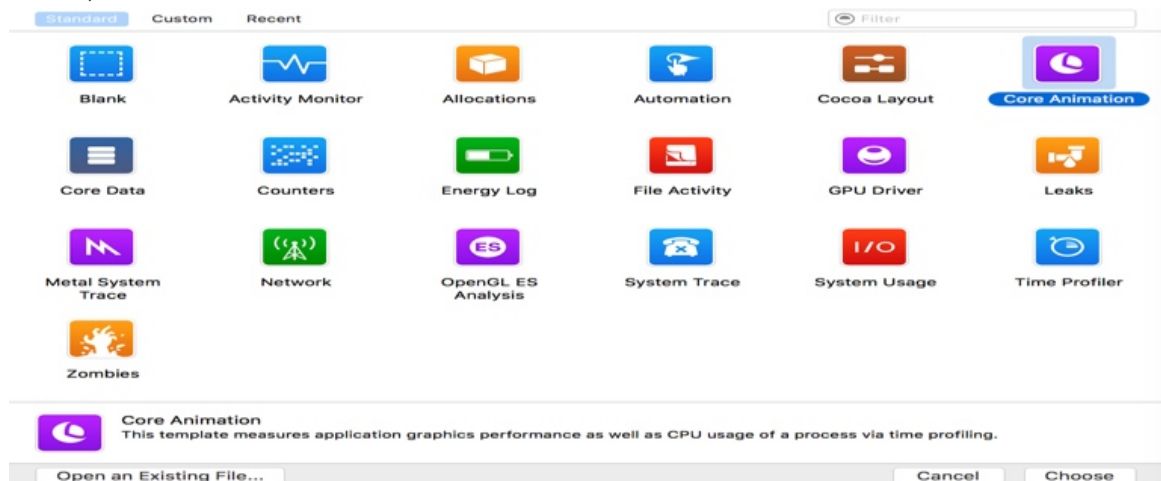 Standard Custom Recent Filter
Blank Activity Monitor Allocations Automation Cocoa Layout Core Animation
Core Data Counters Energy Log File Activity GPU Driver Leaks
ES I/O
Metal System Network OpenGL ES System Trace System Usage Time Profiler
Trace Analysis
Zombies
Core Animation
This template measures application graphics performance as well as CPU usage of a process via time profiling.
Open an Existing File... Cancel Choose